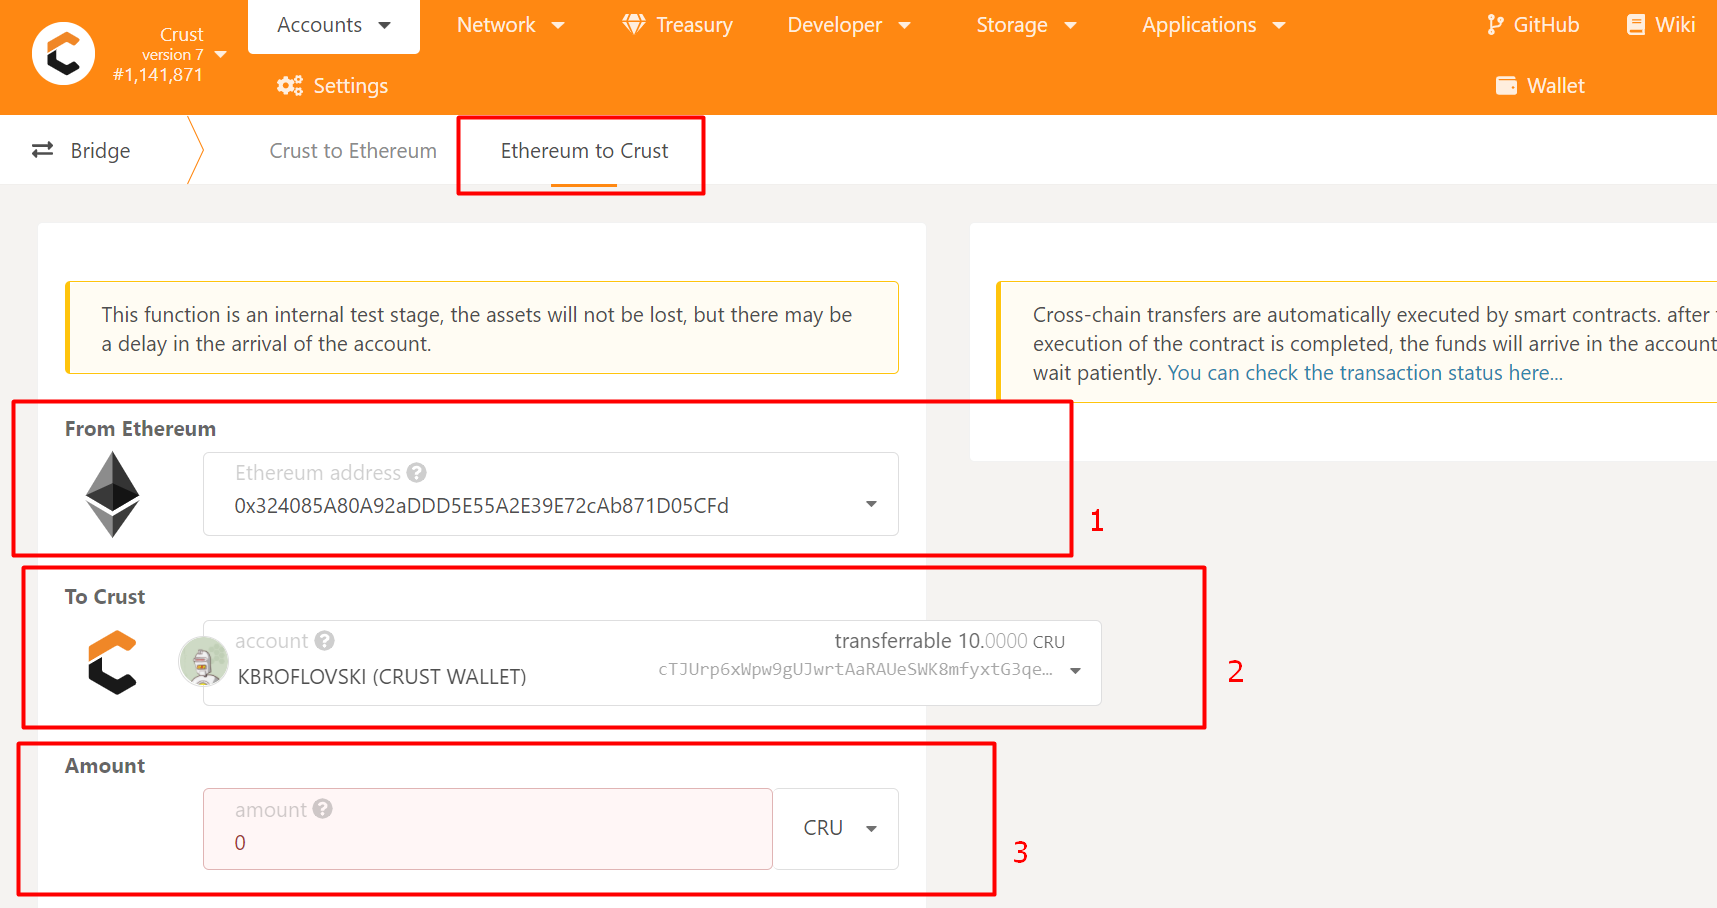 Crust
version 7
#1,141,871
Accounts
Network
Treasury
Developer
Storage
Applications
GitHub
Wiki
Settings
Wallet
Bridge
Crust to Ethereum
Ethereum to Crust
This function is an internal test stage, the assets will not be lost, but there may be
a delay in the arrival of the account.
Cross-chain transfers are automatically executed by smart contracts. after
execution of the contract is completed, the funds will arrive in the account
wait patiently. You can check the transaction status here...
From Ethereum
Ethereum address
0x324085A80A92aDDD5E55A2E39E72cAb871D05CFd
1
To Crust
account
transferrable 10.0000 CRU
KBROFLOVSKI (CRUST WALLET)
cTJUrp6xWpw9gUJwrtAaRAUeSWK8mfyxtG3qe…
2
Amount
amount
0
CRU
3